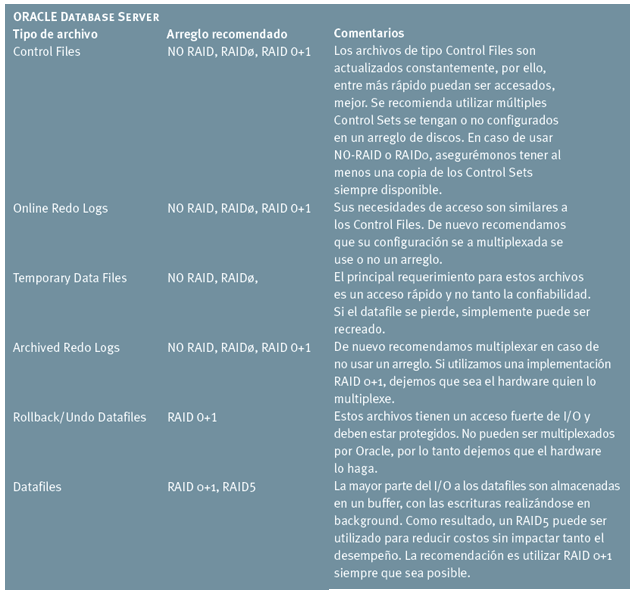 ORACLE DATABASE SERVER
Tipo de archivo Arreglo recomendado Comentarios
Control Files NO RAID, RAIDø, RAID 0+1 Los archivos de tipo Control Files son
actualizados constantemente, por ello,
entre más rápido puedan ser accesados,
mejor. Se recomienda utilizar múltiples
Control Sets se tengan o no configurados
en un arreglo de discos. En caso de usar
NO-RAID o RAID0, asegurémonos tener al
menos una copia de los Control Sets
siempre disponible.
Online Redo Logs NO RAID, RAIDø, RAID 0+1 Sus necesidades de acceso son similares a
los Control Files. De nuevo recomendamos
que su configuración se a multiplexada se
use o no un arreglo.
Temporary Data Files NO RAID, RAIDø, El principal requerimiento para estos archivos
es un acceso rápido y no tanto la confiabilidad.
Si el datafile se pierde, simplemente puede ser
recreado.
Archived Redo Logs NO RAID, RAIDø, RAID 0+1 De nuevo recomendamos multiplexar en caso de
no usar un arreglo. Si utilizamos una implementación
RAID 0+1, dejemos que sea el hardware quien lo
multiplexe.
Rollback/Undo Datafiles RAID 0+1 Estos archivos tienen un acceso fuerte de I/O y
deben estar protegidos. No pueden ser multiplexados
por Oracle, por lo tanto dejemos que el hardware
lo haga.
Datafiles RAID 0+1, RAID5 La mayor parte del I/O a los datafiles son almacenadas
en un buffer, con las escrituras realizándose en
background. Como resultado, un RAID5 puede ser
utilizado para reducir costos sin impactar tanto el
desempeño. La recomendación es utilizar RAID 0+1
siempre que sea posible.